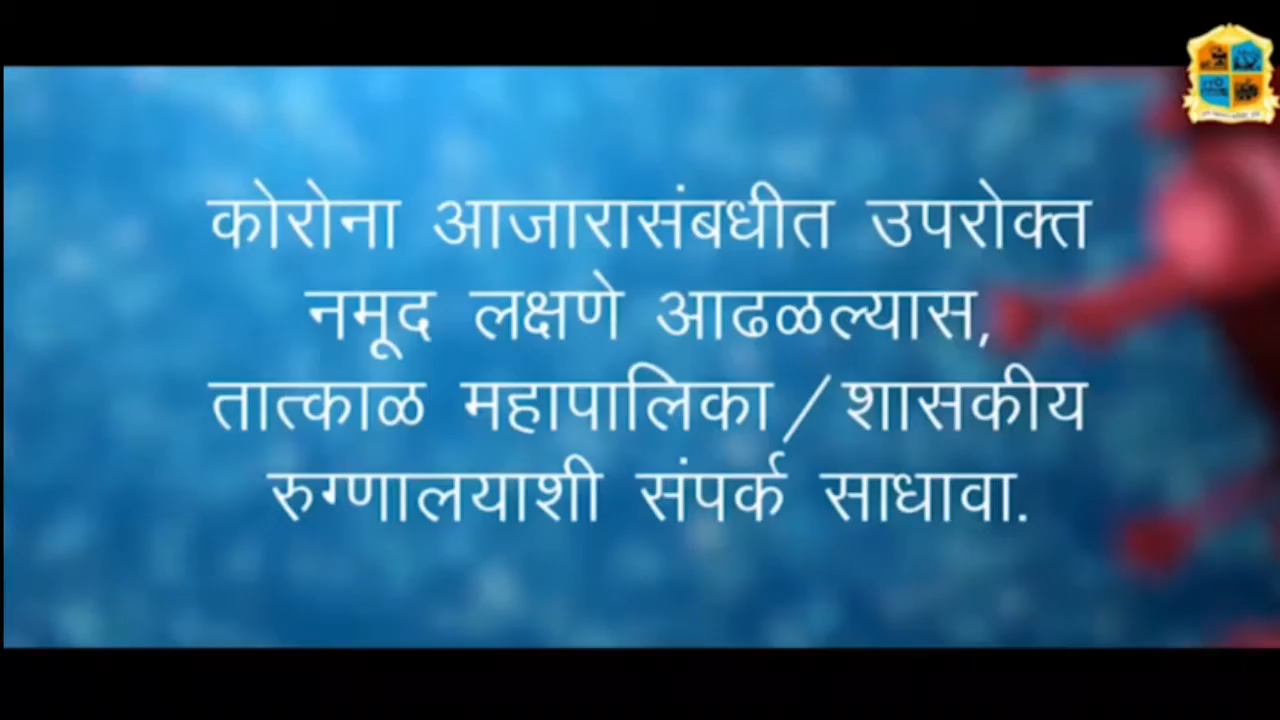 कोरोना आजारासंबधीत उपरोक्त
नमूद लक्षणे आढळल्यास,
तात्काळ महापालिका/शासकीय
रुग्णालयाशी संपर्क साधावा.